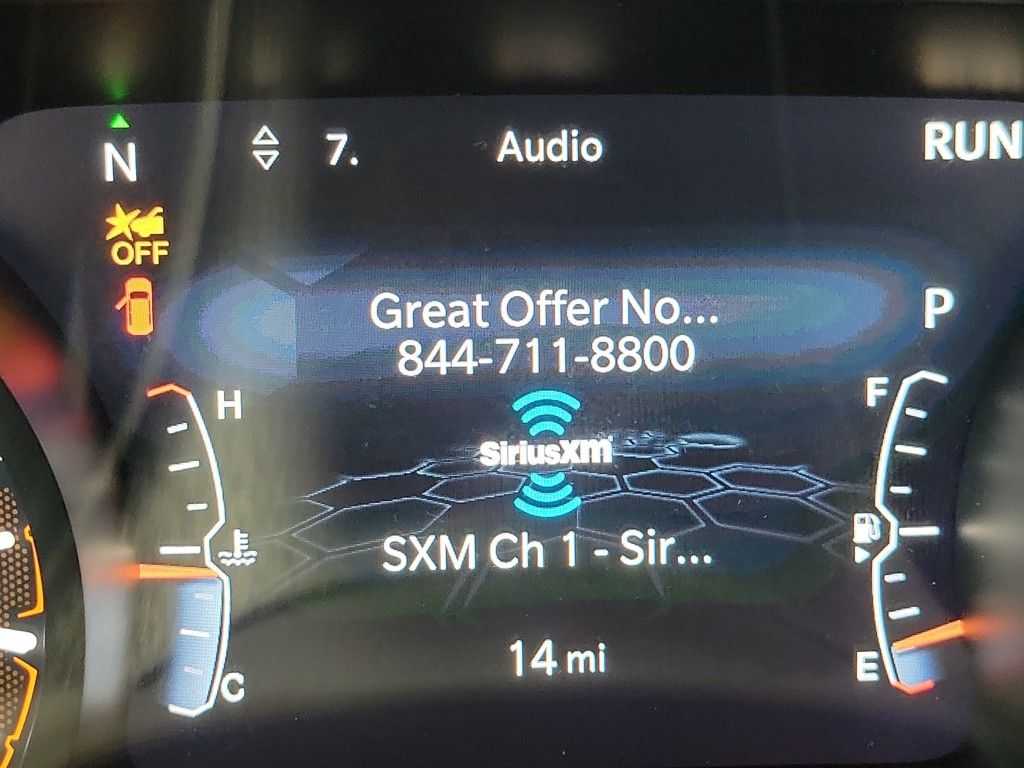 N 7. Audio RUN
OFF
Great Offer No...
844-711-8800
P
H F
SiriusXM
SXM Ch 1 - Sir...
14 mi
C E